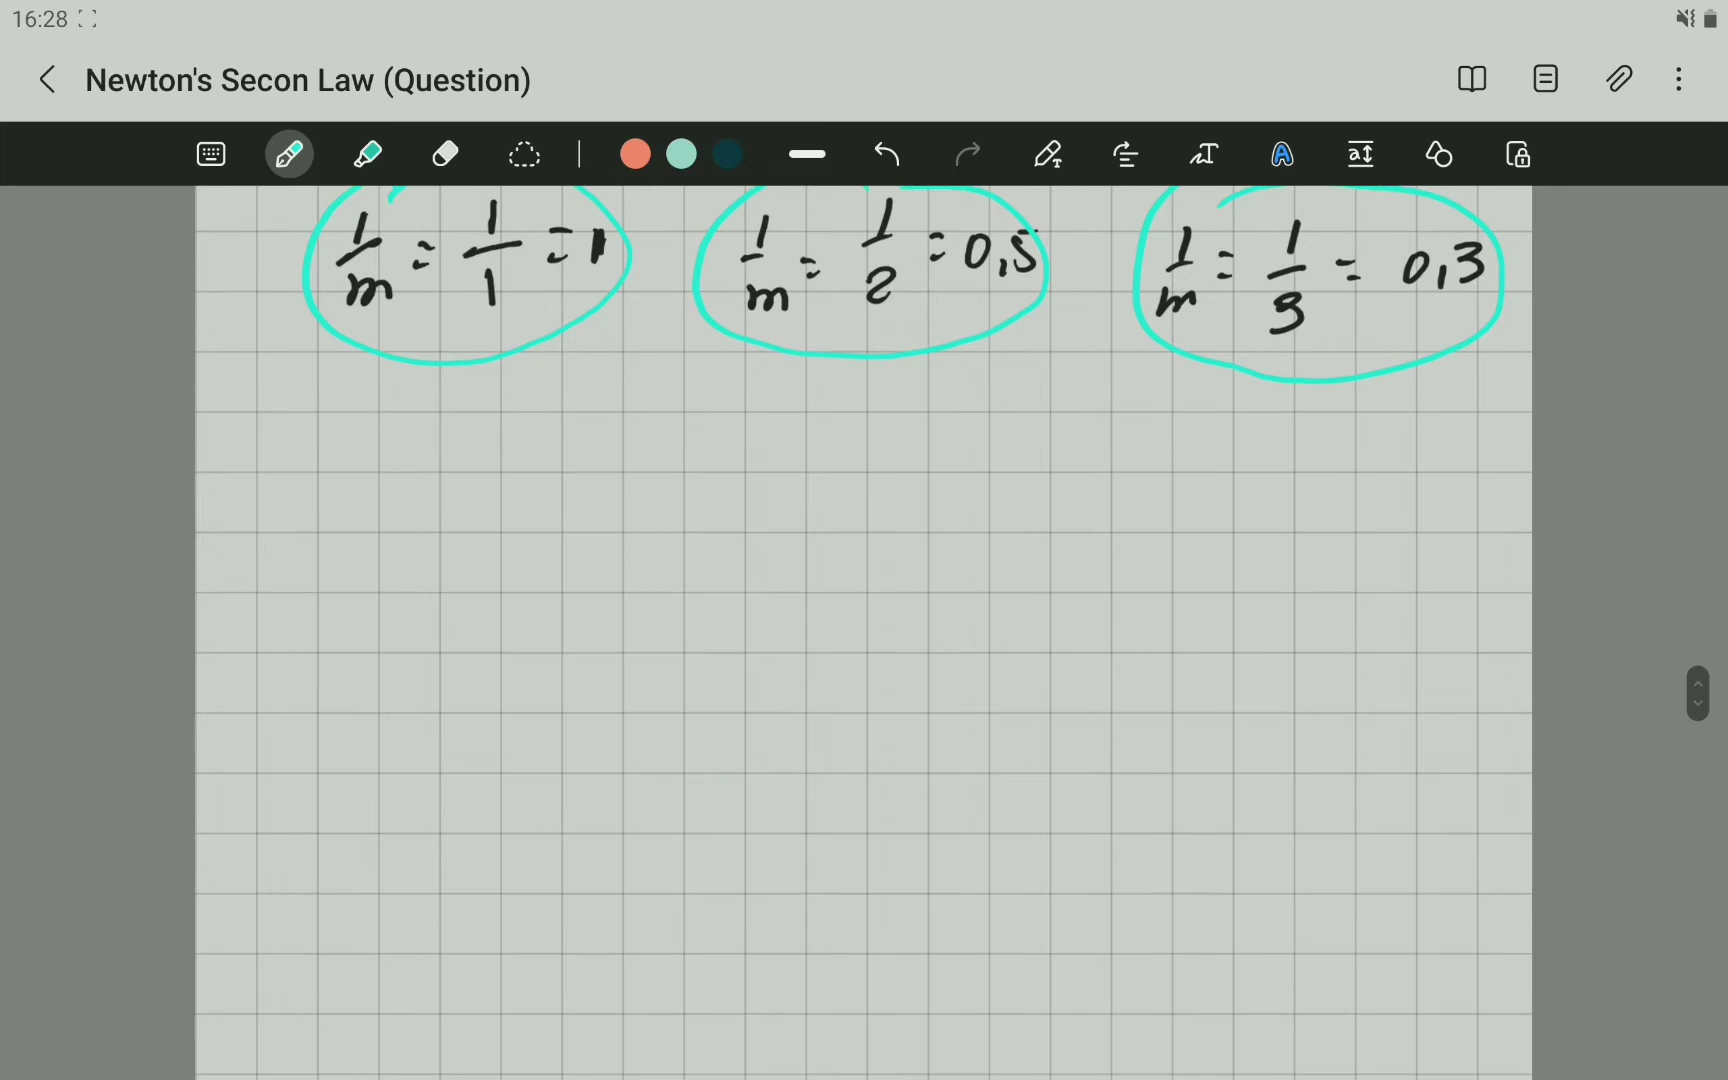 16:28
Newton's Secon Law (Question)
1/m = 1/1 = 1
1/m = 1/2 = 0,5
1/m = 1/3 = 0,3